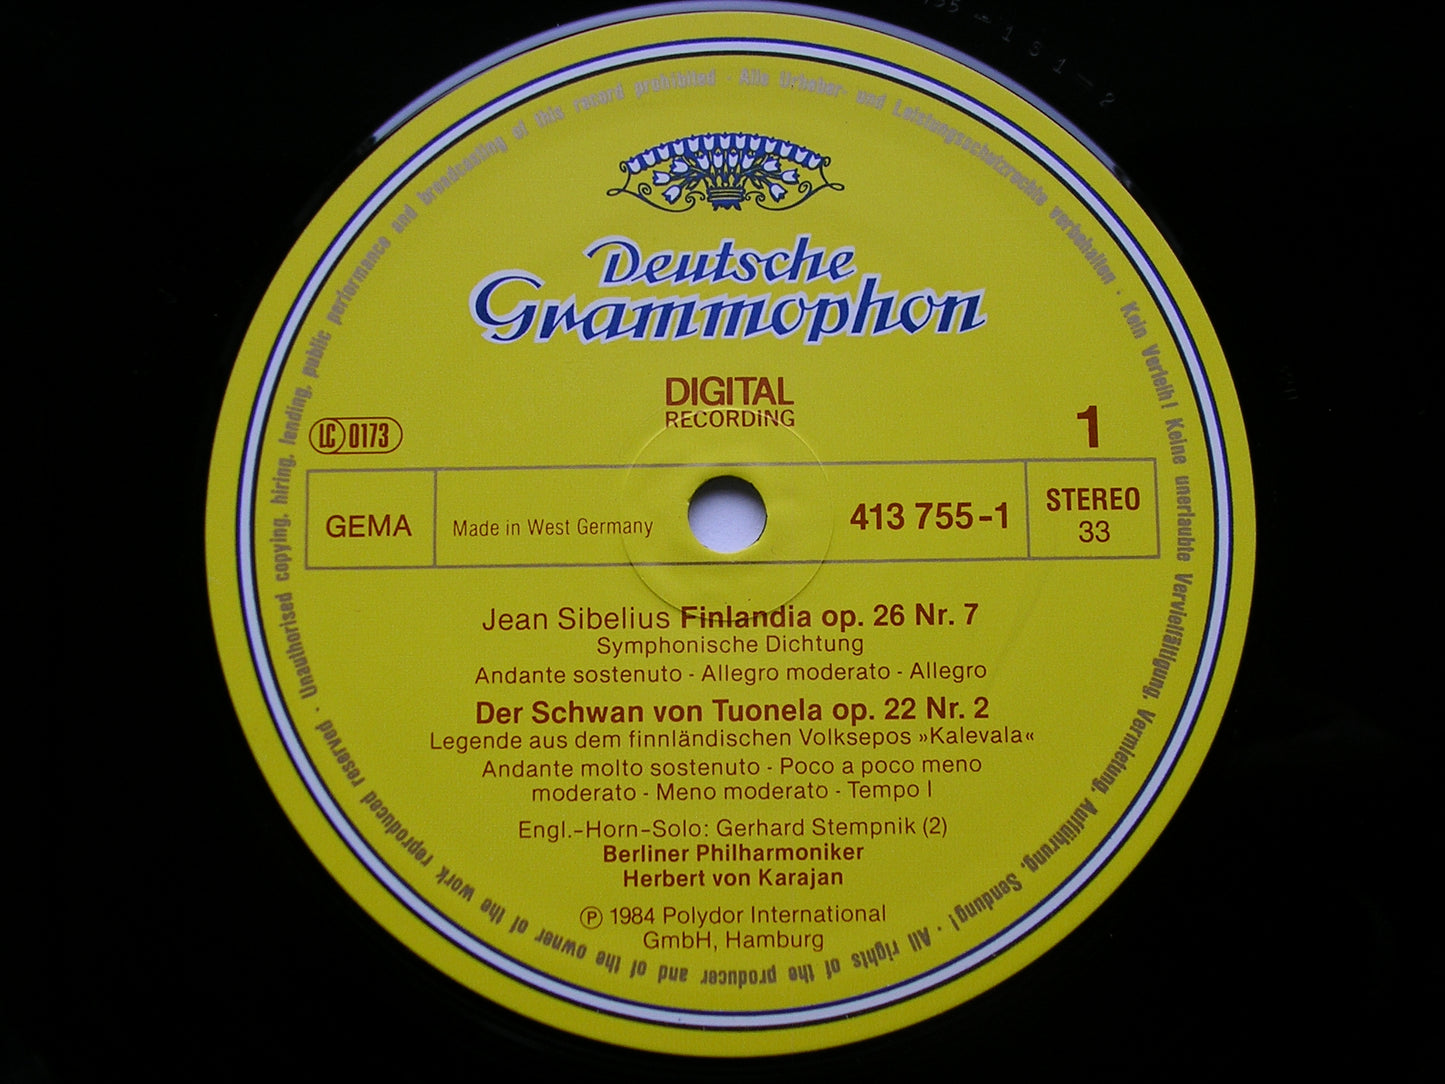 Deutsche
Grammophon
DIGITAL
RECORDING
LC 0173
1
GEMA
Made in West Germany
413 755-1
STEREO
33
Jean Sibelius Finlandia op. 26 Nr. 7
Symphonische Dichtung
Andante sostenuto - Allegro moderato - Allegro
Der Schwan von Tuonela op. 22 Nr. 2
Legende aus dem finnländischen Volksepos »Kalevala«
Andante molto sostenuto - Poco a poco meno
moderato - Meno moderato - Tempo I
Engl.-Horn-Solo: Gerhard Stempnik (2)
Berliner Philharmoniker
Herbert von Karajan
Ⓟ 1984 Polydor International
GmbH, Hamburg
Alle Urheber- und Leistungsschutzrechte vorbehalten · Kein Verleih! Keine unerlaubte Vervielfältigung, Vermietung, Aufführung, Sendung! · All rights of the producer and of the owner of the work reproduced reserved · Unauthorised copying, hiring, lending, public performance and broadcasting of this record prohibited ·